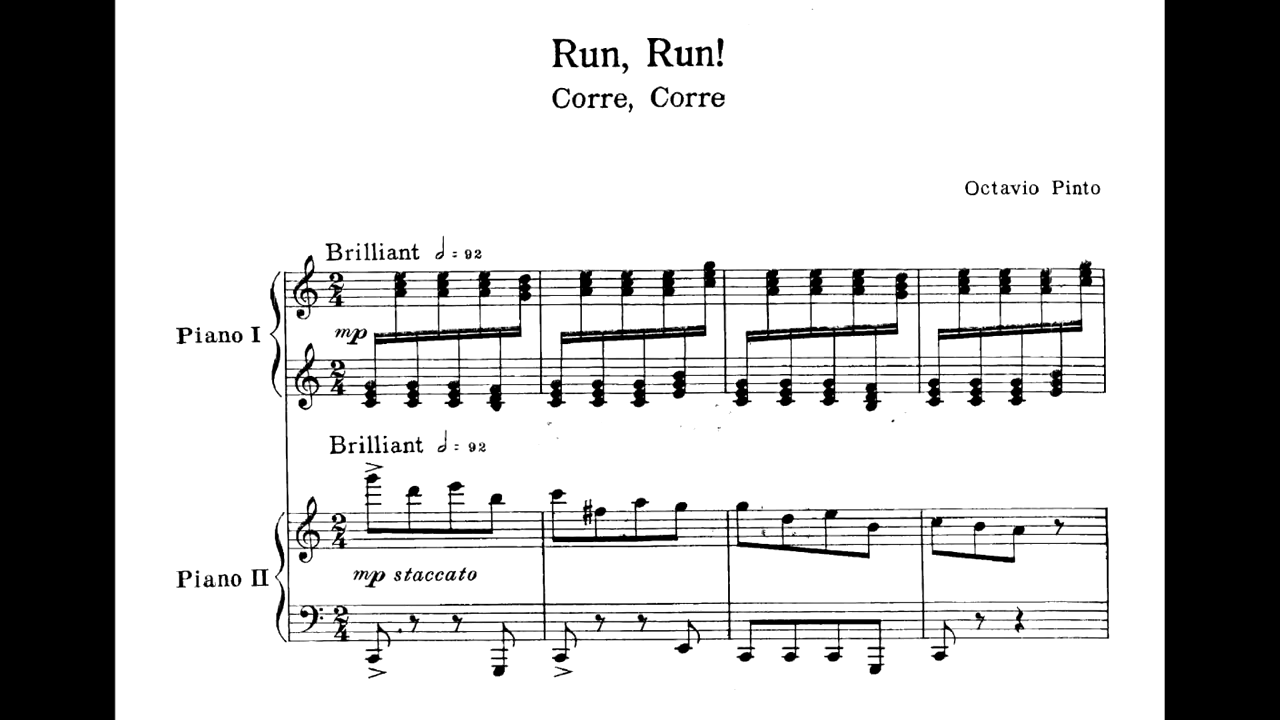 Run, Run!
Corre, Corre
Octavio Pinto
Brilliant 𝅗𝅥 = 92
Piano I
mp
Brilliant 𝅗𝅥 = 92
Piano II
mp staccato